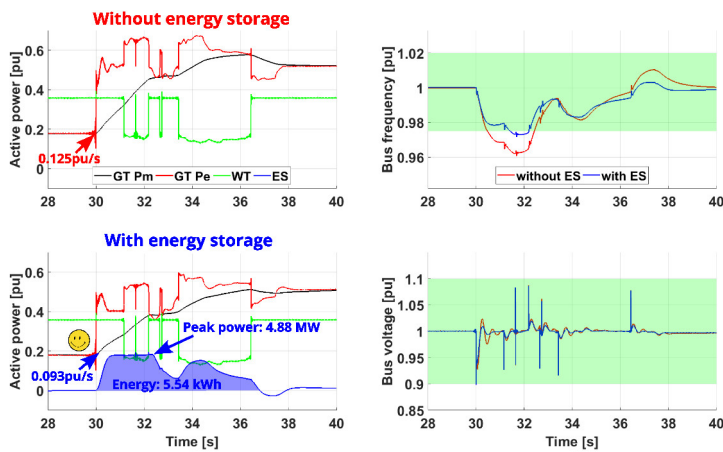 Without energy storage
Active power [pu]
0.6
0.4
0.2
0
0.125pu/s
GT Pm GT Pe WT ES
28 30 32 34 36 38 40
Bus frequency [pu]
1.02
1
0.98
0.96
without ES with ES
28 30 32 34 36 38 40
With energy storage
Active power [pu]
0.6
0.4
0.2
0
Peak power: 4.88 MW
0.093pu/s
Energy: 5.54 kWh
28 30 32 34 36 38 40
Time [s]
Bus voltage [pu]
1.1
1.05
1
0.95
0.9
0.85
28 30 32 34 36 38 40
Time [s]